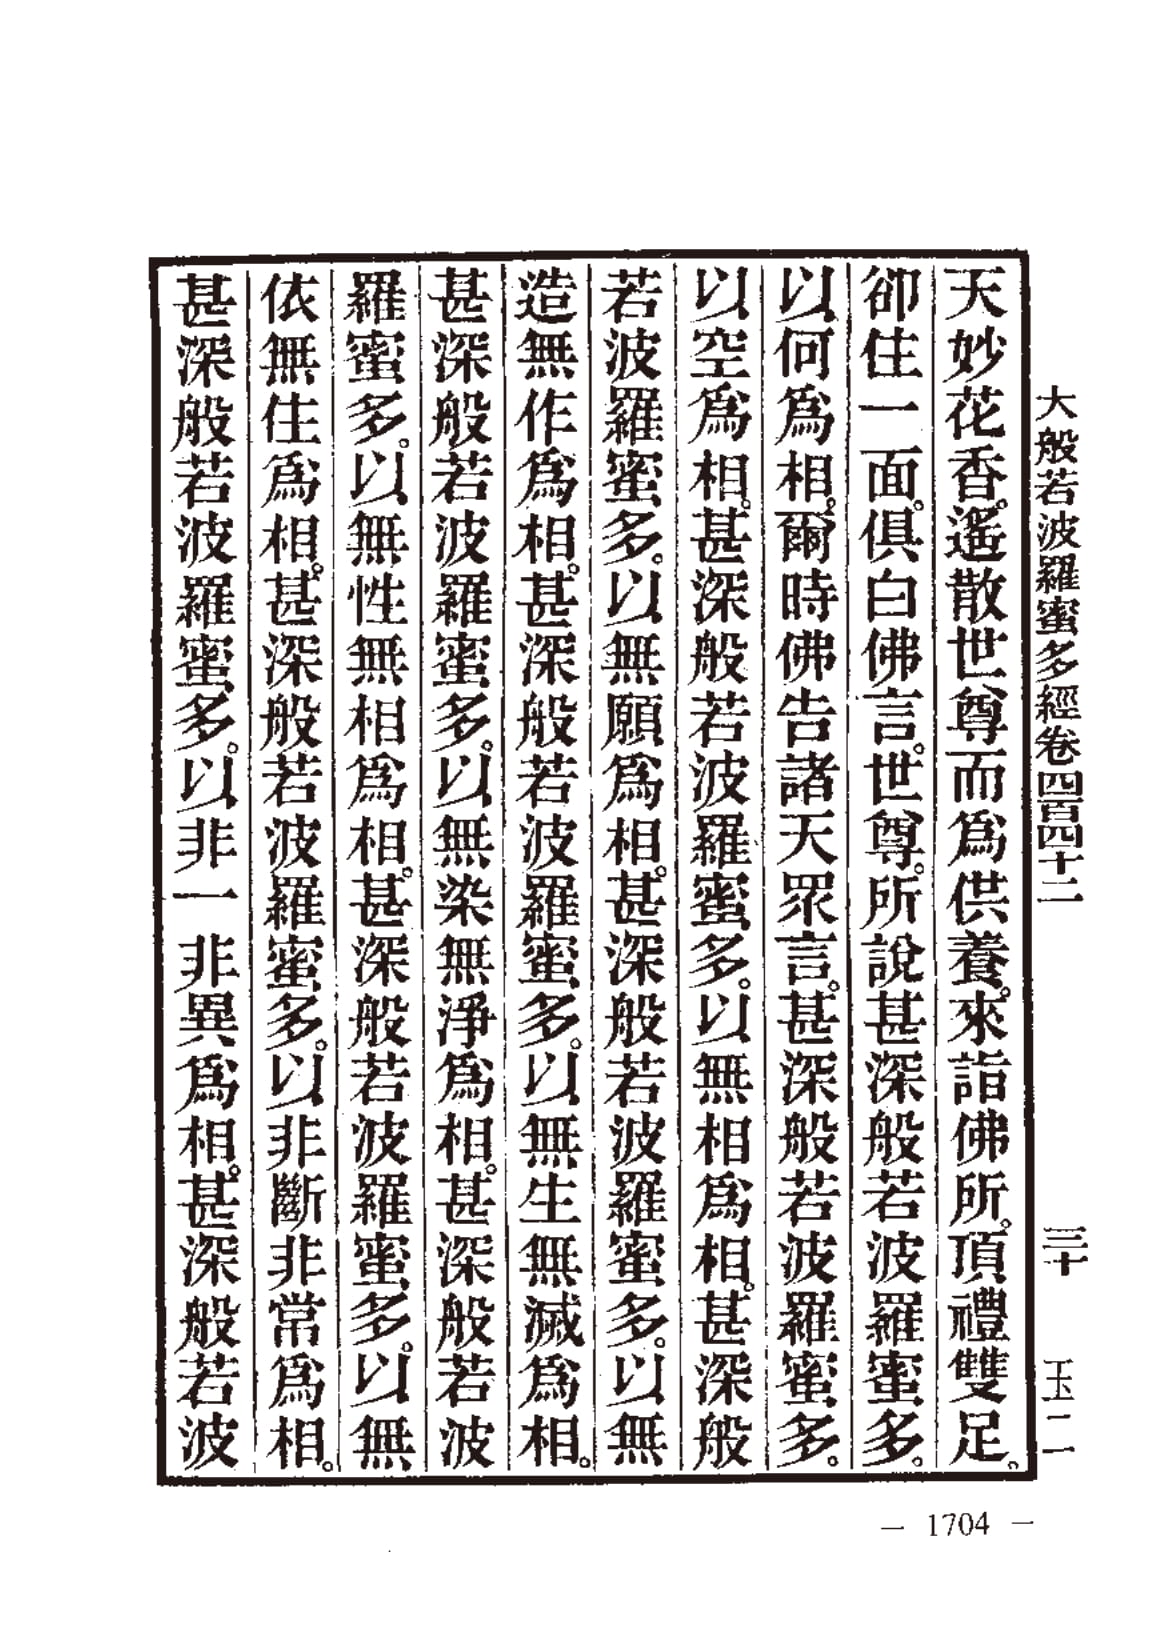 大般若波羅蜜多經卷四百四十二 三十 玉二
天妙花香。遙散世尊而爲供養。來詣佛所。頂禮雙足。
卻住一面。俱白佛言。世尊。所說甚深般若波羅蜜多。
以何爲相。爾時佛告諸天眾言。甚深般若波羅蜜多。
以空爲相。甚深般若波羅蜜多。以無相爲相。甚深般
若波羅蜜多。以無願爲相。甚深般若波羅蜜多。以無
造無作爲相。甚深般若波羅蜜多。以無生無滅爲相。
甚深般若波羅蜜多。以無染無淨爲相。甚深般若波
羅蜜多。以無性無相爲相。甚深般若波羅蜜多。以無
依無住爲相。甚深般若波羅蜜多。以非斷非常爲相。
甚深般若波羅蜜多。以非一非異爲相。甚深般若波
— 1704 —